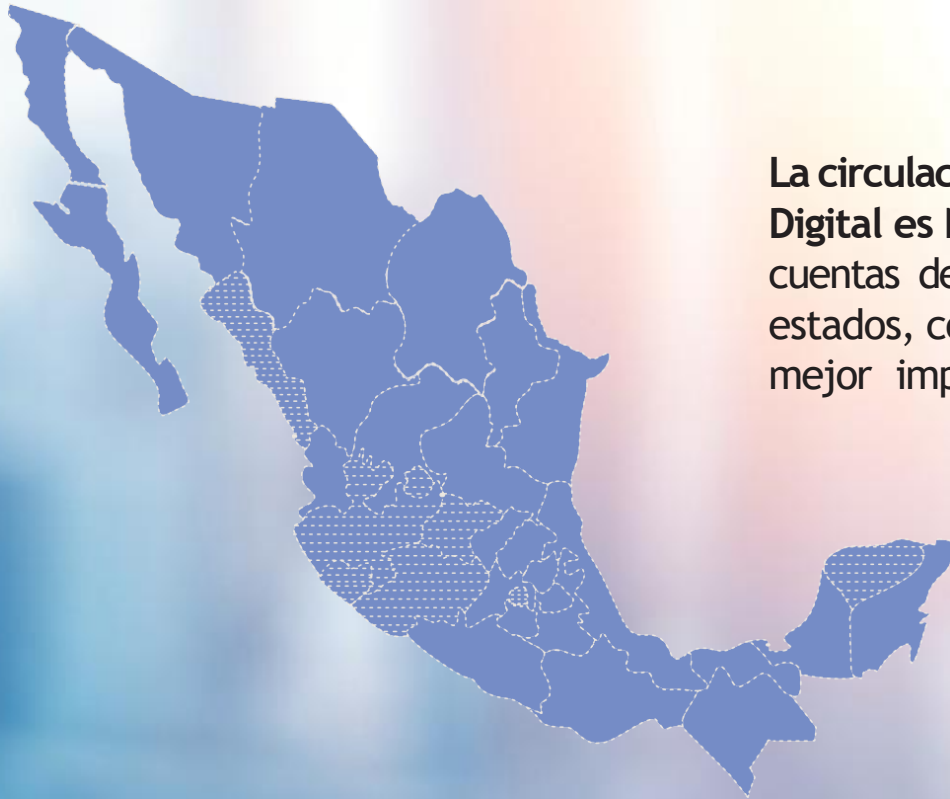 La circulac
Digital es
cuentas de
estados, co
mejor imp